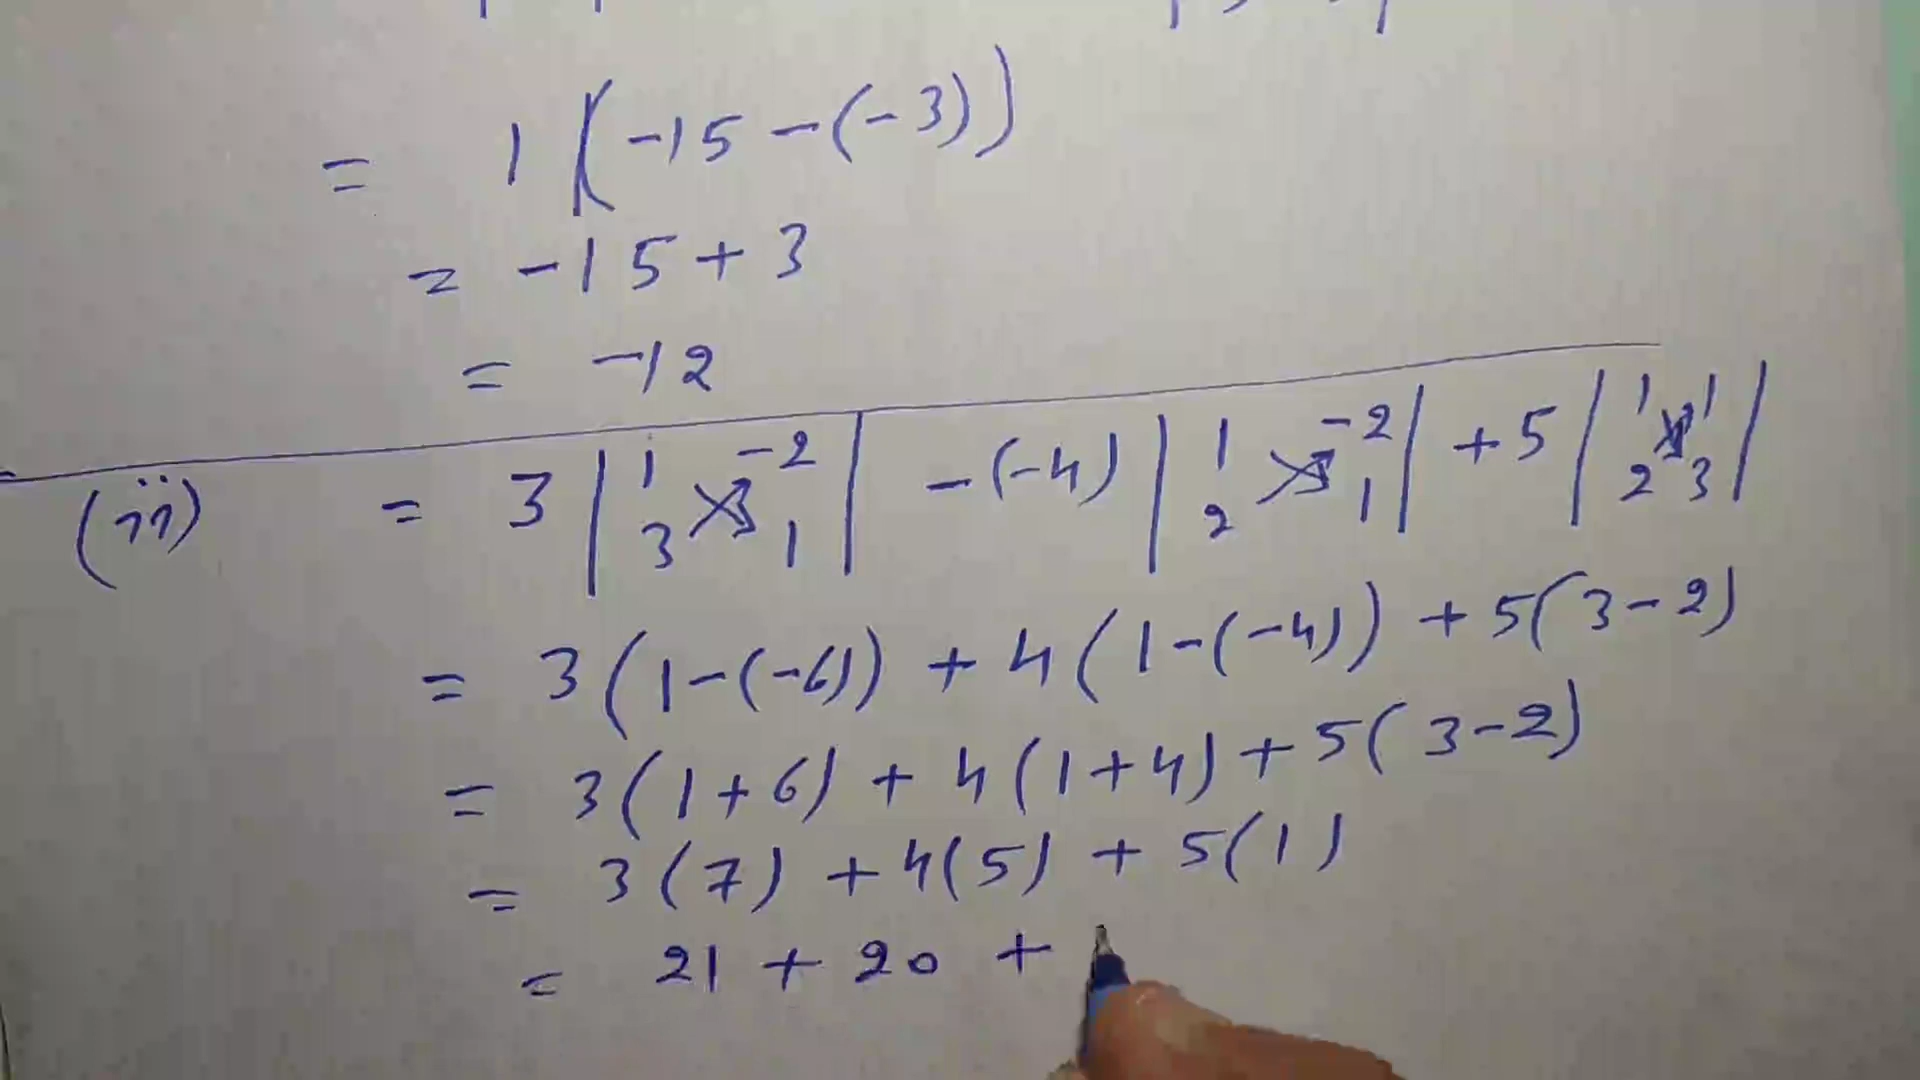 = 1 (-15 - (-3))
= -15 + 3
= -12
(ii) = 3 | 1 -2 | - (-4) | 1 -2 | + 5 | 1 1 |
3 1 2 1 2 3
= 3(1-(-6)) + 4(1-(-4)) + 5(3-2)
= 3(1+6) + 4(1+4) + 5(3-2)
= 3(7) + 4(5) + 5(1)
= 21 + 20 +